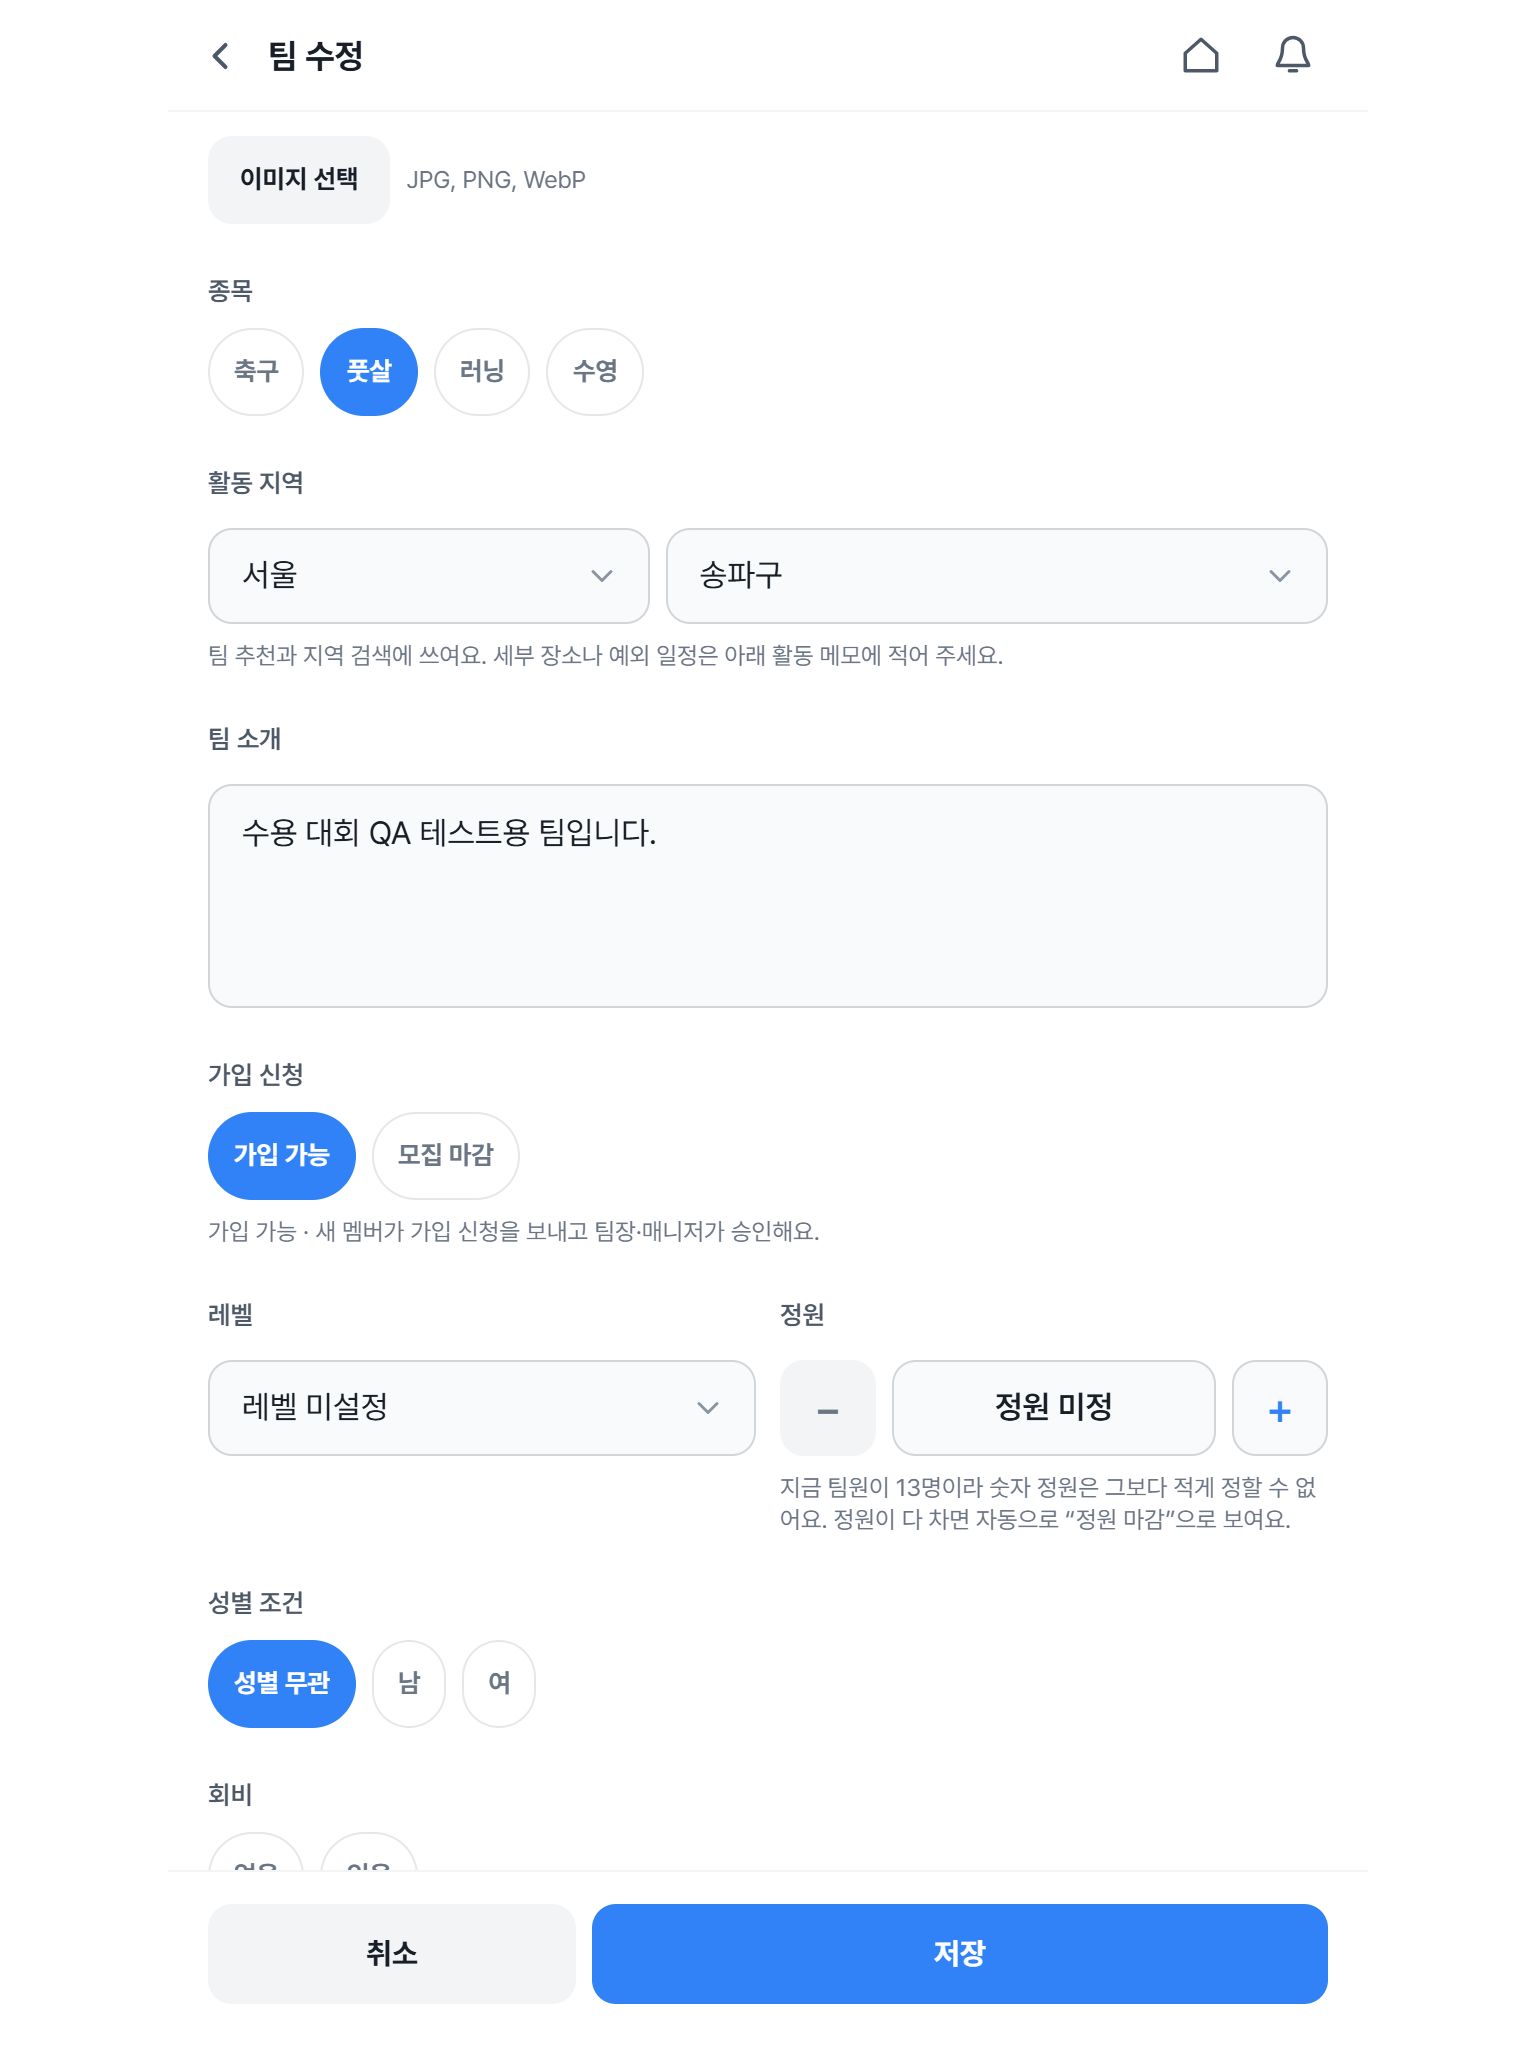 팀 수정
이미지 선택 JPG, PNG, WebP
종목
축구 풋살 러닝 수영
활동 지역
서울 송파구
팀 추천과 지역 검색에 쓰여요. 세부 장소나 예외 일정은 아래 활동 메모에 적어 주세요.
팀 소개
수용 대회 QA 테스트용 팀입니다.
가입 신청
가입 가능 모집 마감
가입 가능 · 새 멤버가 가입 신청을 보내고 팀장·매니저가 승인해요.
레벨 정원
레벨 미설정 − 정원 미정 +
지금 팀원이 13명이라 숫자 정원은 그보다 적게 정할 수 없
어요. 정원이 다 차면 자동으로 “정원 마감”으로 보여요.
성별 조건
성별 무관 남 여
회비
취소 저장